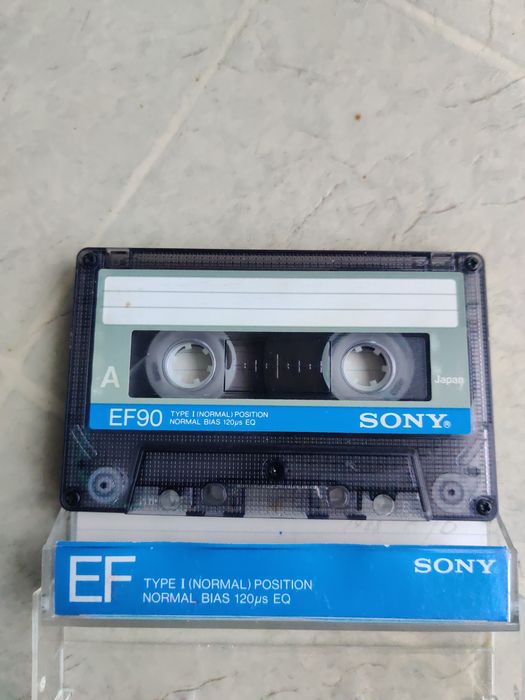 A
Japan
EF90 TYPE I (NORMAL) POSITION
NORMAL BIAS 120µs EQ
SONY®
EF TYPE I (NORMAL) POSITION
NORMAL BIAS 120µs EQ
SONY